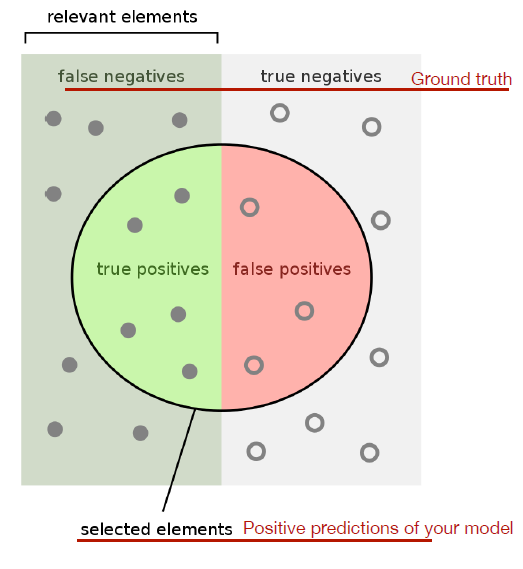 relevant elements
false negatives true negatives Ground truth
true positives false positives
selected elements Positive predictions of your model